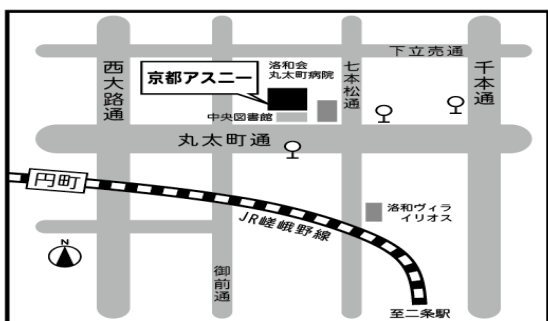 下立売通
洛和会
丸太町病院
京都アスニー
西大路通
七本松通
千本通
中央図書館
丸太町通
円町
洛和ヴィラ
イリオス
JR嵯峨野線
N
御前通
至二条駅